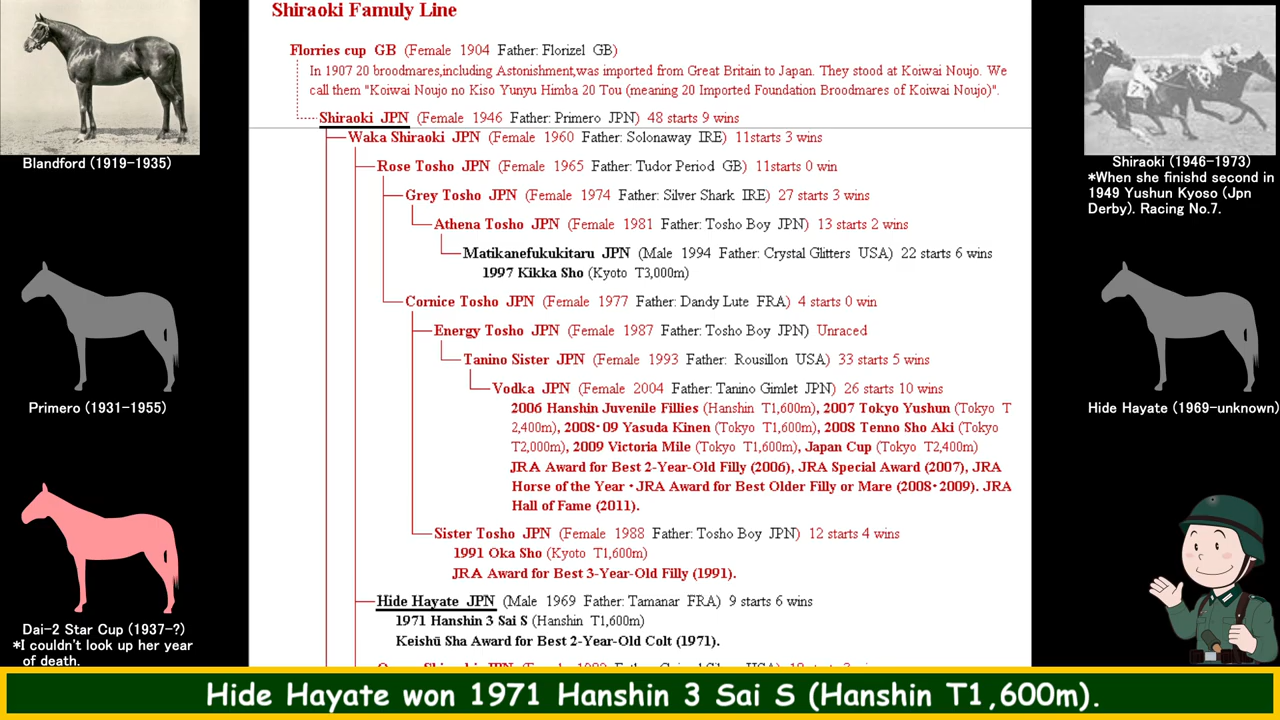 Shiraoki Famuly Line
Florries cup GB (Female 1904 Father: Florizel GB)
In 1907 20 broodmares,including Astonishment,was imported from Great Britain to Japan. They stood at Koiwai Noujo. We
call them "Koiwai Noujo no Kiso Yunyu Himba 20 Tou (meaning 20 Imported Foundation Broodmares of Koiwai Noujo)".
Shiraoki JPN (Female 1946 Father: Primero JPN) 48 starts 9 wins
Waka Shiraoki JPN (Female 1960 Father: Solonaway IRE) 11starts 3 wins
Rose Tosho JPN (Female 1965 Father: Tudor Period GB) 11starts 0 win
Grey Tosho JPN (Female 1974 Father: Silver Shark IRE) 27 starts 3 wins
Athena Tosho JPN (Female 1981 Father: Tosho Boy JPN) 13 starts 2 wins
Matikanefukukitaru JPN (Male 1994 Father: Crystal Glitters USA) 22 starts 6 wins
1997 Kikka Sho (Kyoto T3,000m)
Cornice Tosho JPN (Female 1977 Father: Dandy Lute FRA) 4 starts 0 win
Energy Tosho JPN (Female 1987 Father: Tosho Boy JPN) Unraced
Tanino Sister JPN (Female 1993 Father: Rousillon USA) 33 starts 5 wins
Vodka JPN (Female 2004 Father: Tanino Gimlet JPN) 26 starts 10 wins
2006 Hanshin Juvenile Fillies (Hanshin T1,600m), 2007 Tokyo Yushun (Tokyo T
2,400m), 2008·09 Yasuda Kinen (Tokyo T1,600m), 2008 Tenno Sho Aki (Tokyo
T2,000m), 2009 Victoria Mile (Tokyo T1,600m), Japan Cup (Tokyo T2,400m)
JRA Award for Best 2-Year-Old Filly (2006), JRA Special Award (2007), JRA
Horse of the Year・JRA Award for Best Older Filly or Mare (2008·2009). JRA
Hall of Fame (2011).
Sister Tosho JPN (Female 1988 Father: Tosho Boy JPN) 12 starts 4 wins
1991 Oka Sho (Kyoto T1,600m)
JRA Award for Best 3-Year-Old Filly (1991).
Hide Hayate JPN (Male 1969 Father: Tamanar FRA) 9 starts 6 wins
1971 Hanshin 3 Sai S (Hanshin T1,600m)
Keishū Sha Award for Best 2-Year-Old Colt (1971).
Blandford (1919-1935)
Primero (1931-1955)
Dai-2 Star Cup (1937-?)
*I couldn't look up her year
of death.
Shiraoki (1946-1973)
*When she finishd second in
1949 Yushun Kyoso (Jpn
Derby). Racing No.7.
Hide Hayate (1969-unknown)
Hide Hayate won 1971 Hanshin 3 Sai S (Hanshin T1,600m).